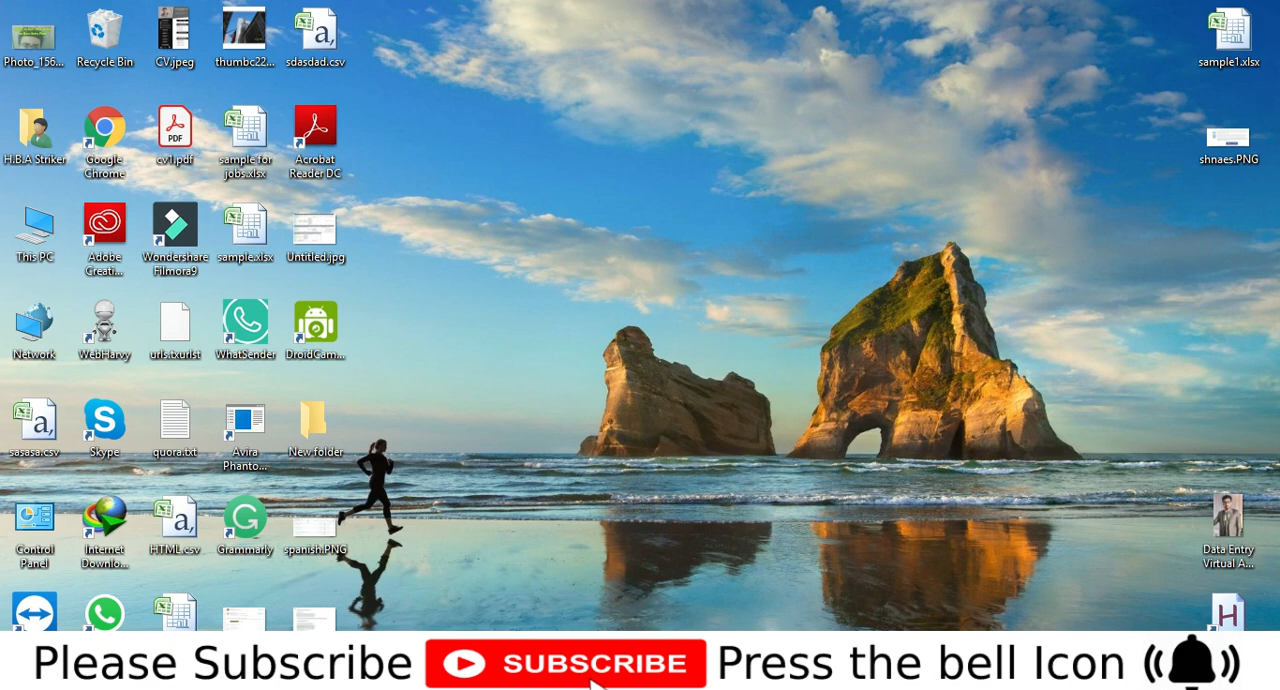 Photo_156...
Recycle Bin
CV.jpeg
thumbc22...
sdasdad.csv
sample1.xlsx
H.B.A Striker
Google
Chrome
PDF
cv1.pdf
sample for
jobs.xlsx
Acrobat
Reader DC
shnaes.PNG
This PC
Adobe
Creati...
Wondershare
Filmora9
sample.xlsx
Untitled.jpg
Network
WebHarvy
urls.txurlst
WhatSender
DroidCam...
sasasa.csv
Skype
quora.txt
Avira
Phanto...
New folder
Control
Panel
Internet
Downlo...
HTML.csv
Grammarly
spanish.PNG
Data Entry
Virtual A...
H
Please Subscribe SUBSCRIBE Press the bell Icon